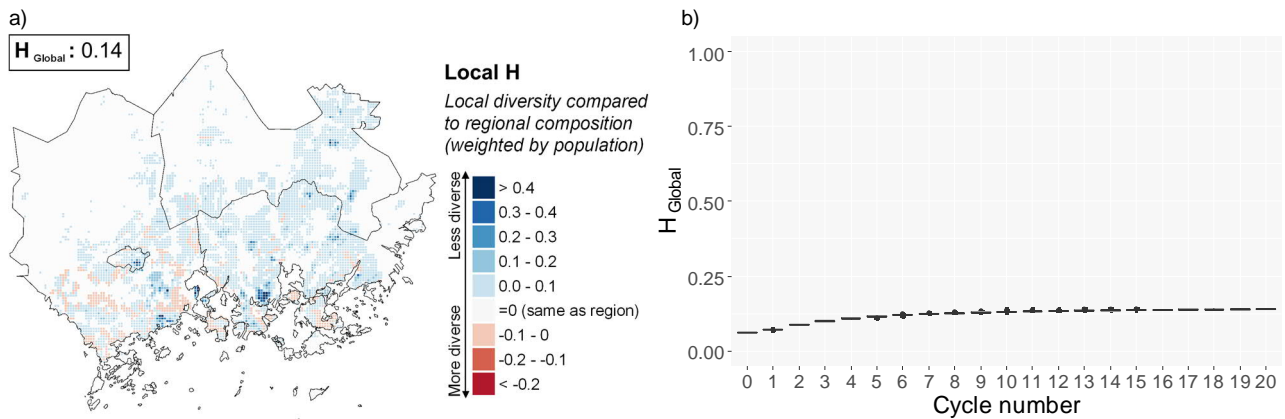 a)
H Global : 0.14
Local H
Local diversity compared
to regional composition
(weighted by population)
Less diverse
More diverse
> 0.4
0.3 - 0.4
0.2 - 0.3
0.1 - 0.2
0.0 - 0.1
=0 (same as region)
-0.1 - 0
-0.2 - -0.1
< -0.2
b)
H Global
1.00
0.75
0.50
0.25
0.00
0 1 2 3 4 5 6 7 8 9 10 11 12 13 14 15 16 17 18 19 20
Cycle number